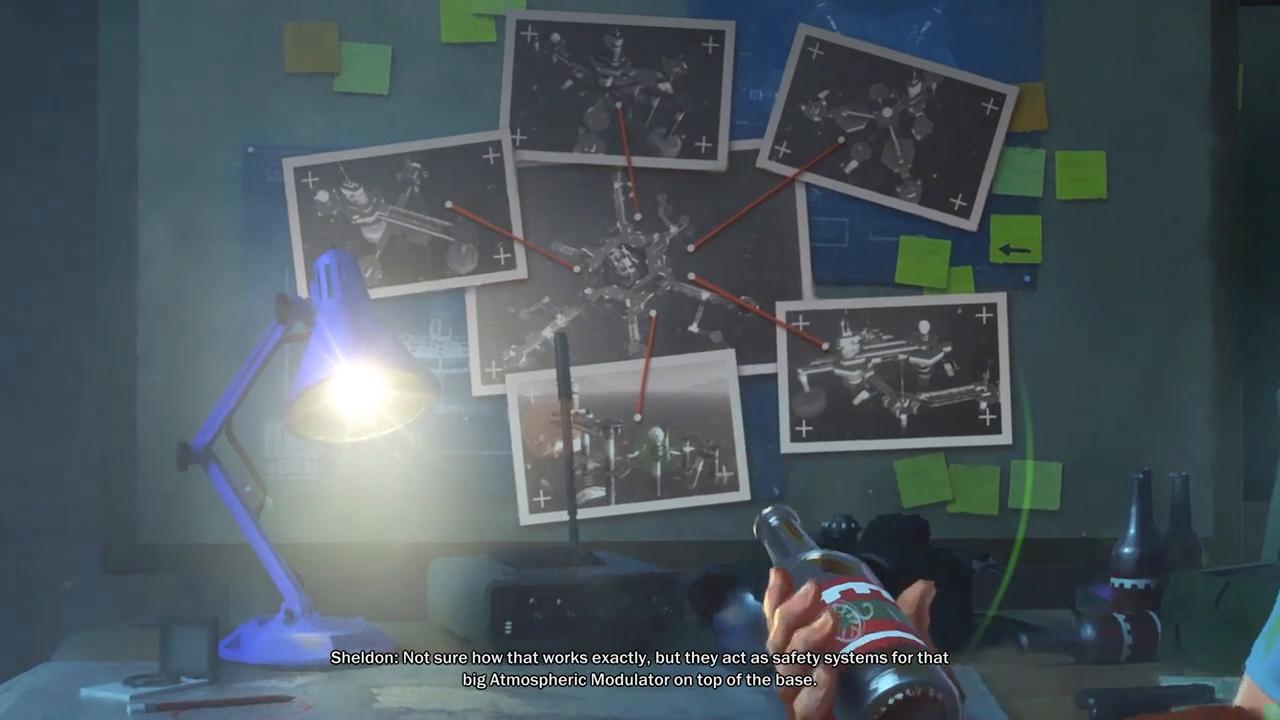 Sheldon: Not sure how that works exactly, but they act as safety systems for that
big Atmospheric Modulator on top of the base.